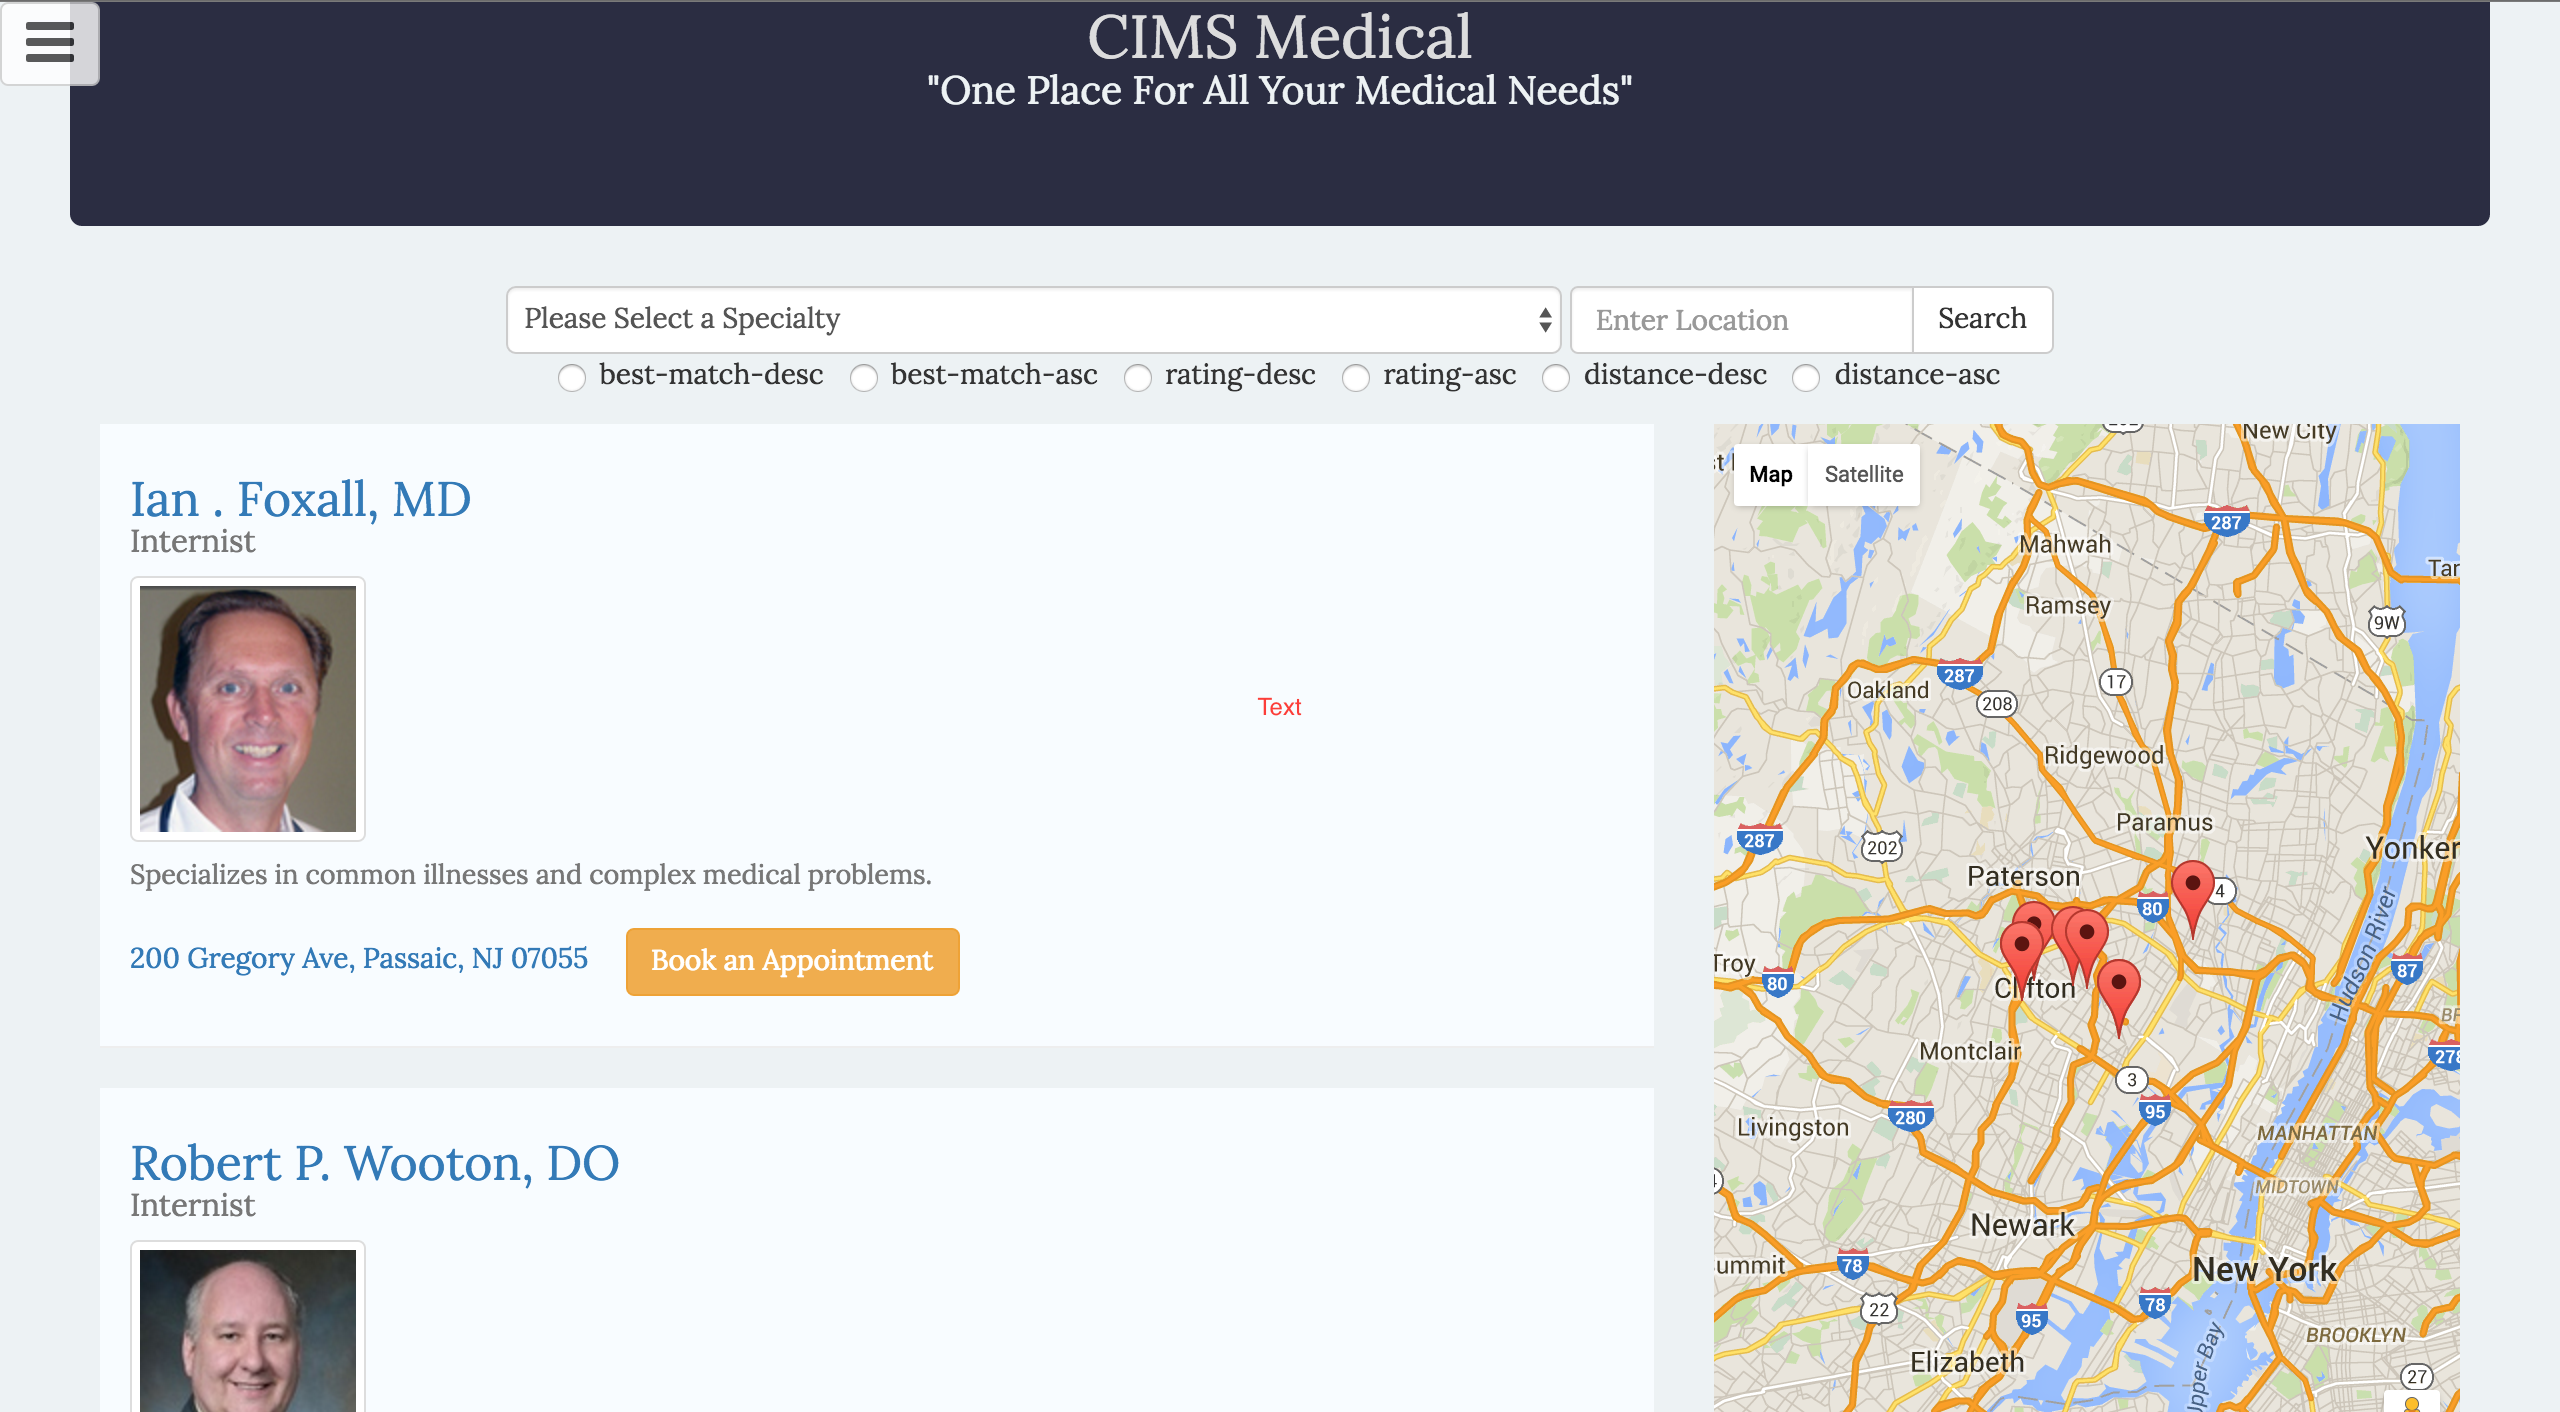 CIMS Medical
"One Place For All Your Medical Needs"
Please Select a Specialty
Enter Location
Search
best-match-desc best-match-asc rating-desc rating-asc distance-desc distance-asc
Ian . Foxall, MD
Internist
Text
Specializes in common illnesses and complex medical problems.
200 Gregory Ave, Passaic, NJ 07055
Book an Appointment
Robert P. Wooton, DO
Internist
Map Satellite
New City
287
Mahwah
Tar
Ramsey
9W
287
17
Oakland
208
Ridgewood
Paramus
287
202
Yonker
Paterson
4
80
Troy
80
87
Clifton
Hudson River
Montclair
278
3
95
280
Livingston
MANHATTAN
MIDTOWN
Newark
78
ummit
New York
78
22
95
BROOKLYN
Elizabeth
Upper Bay
27